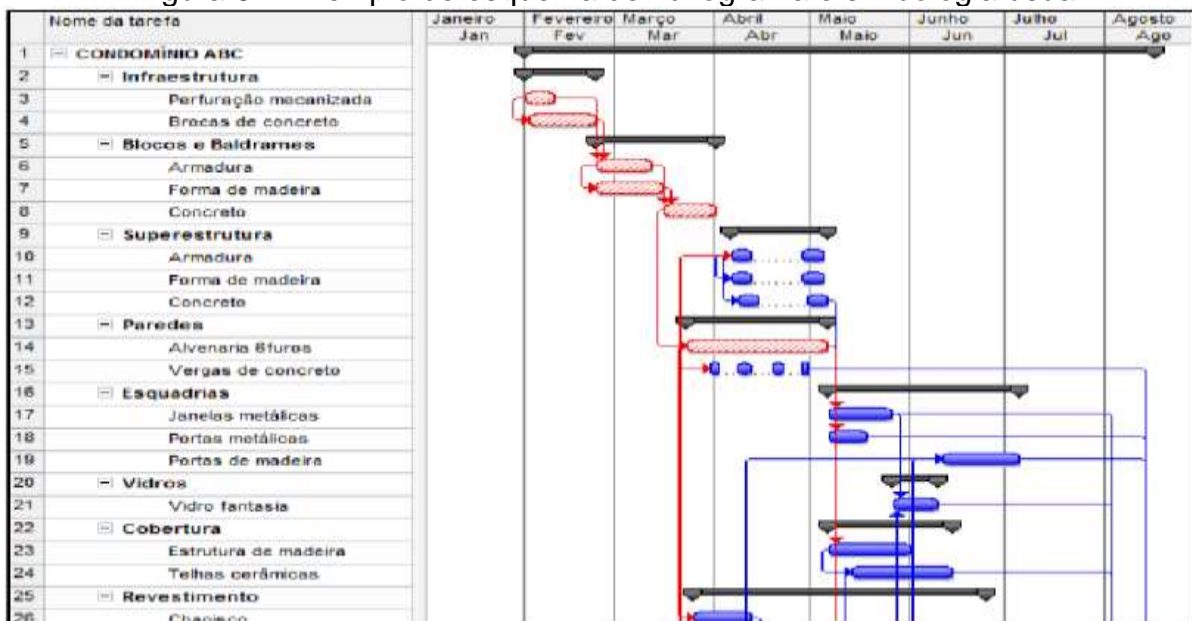 Nome da tarefa
Janeiro Fevereiro Março Abril Maio Junho Julho Agosto
Jan Fev Mar Abr Maio Jun Jul Ago
1 CONDOMÍNIO ABC
2 Infraestrutura
3 Perfuração mecanizada
4 Brocas de concreto
5 Blocos e Baldrames
6 Armadura
7 Forma de madeira
8 Concreto
9 Superestrutura
10 Armadura
11 Forma de madeira
12 Concreto
13 Paredes
14 Alvenaria 6furos
15 Vergas de concreto
16 Esquadrias
17 Janelas metálicas
18 Portas metálicas
19 Portas de madeira
20 Vidros
21 Vidro fantasia
22 Cobertura
23 Estrutura de madeira
24 Telhas cerâmicas
25 Revestimento
26 Chapisco